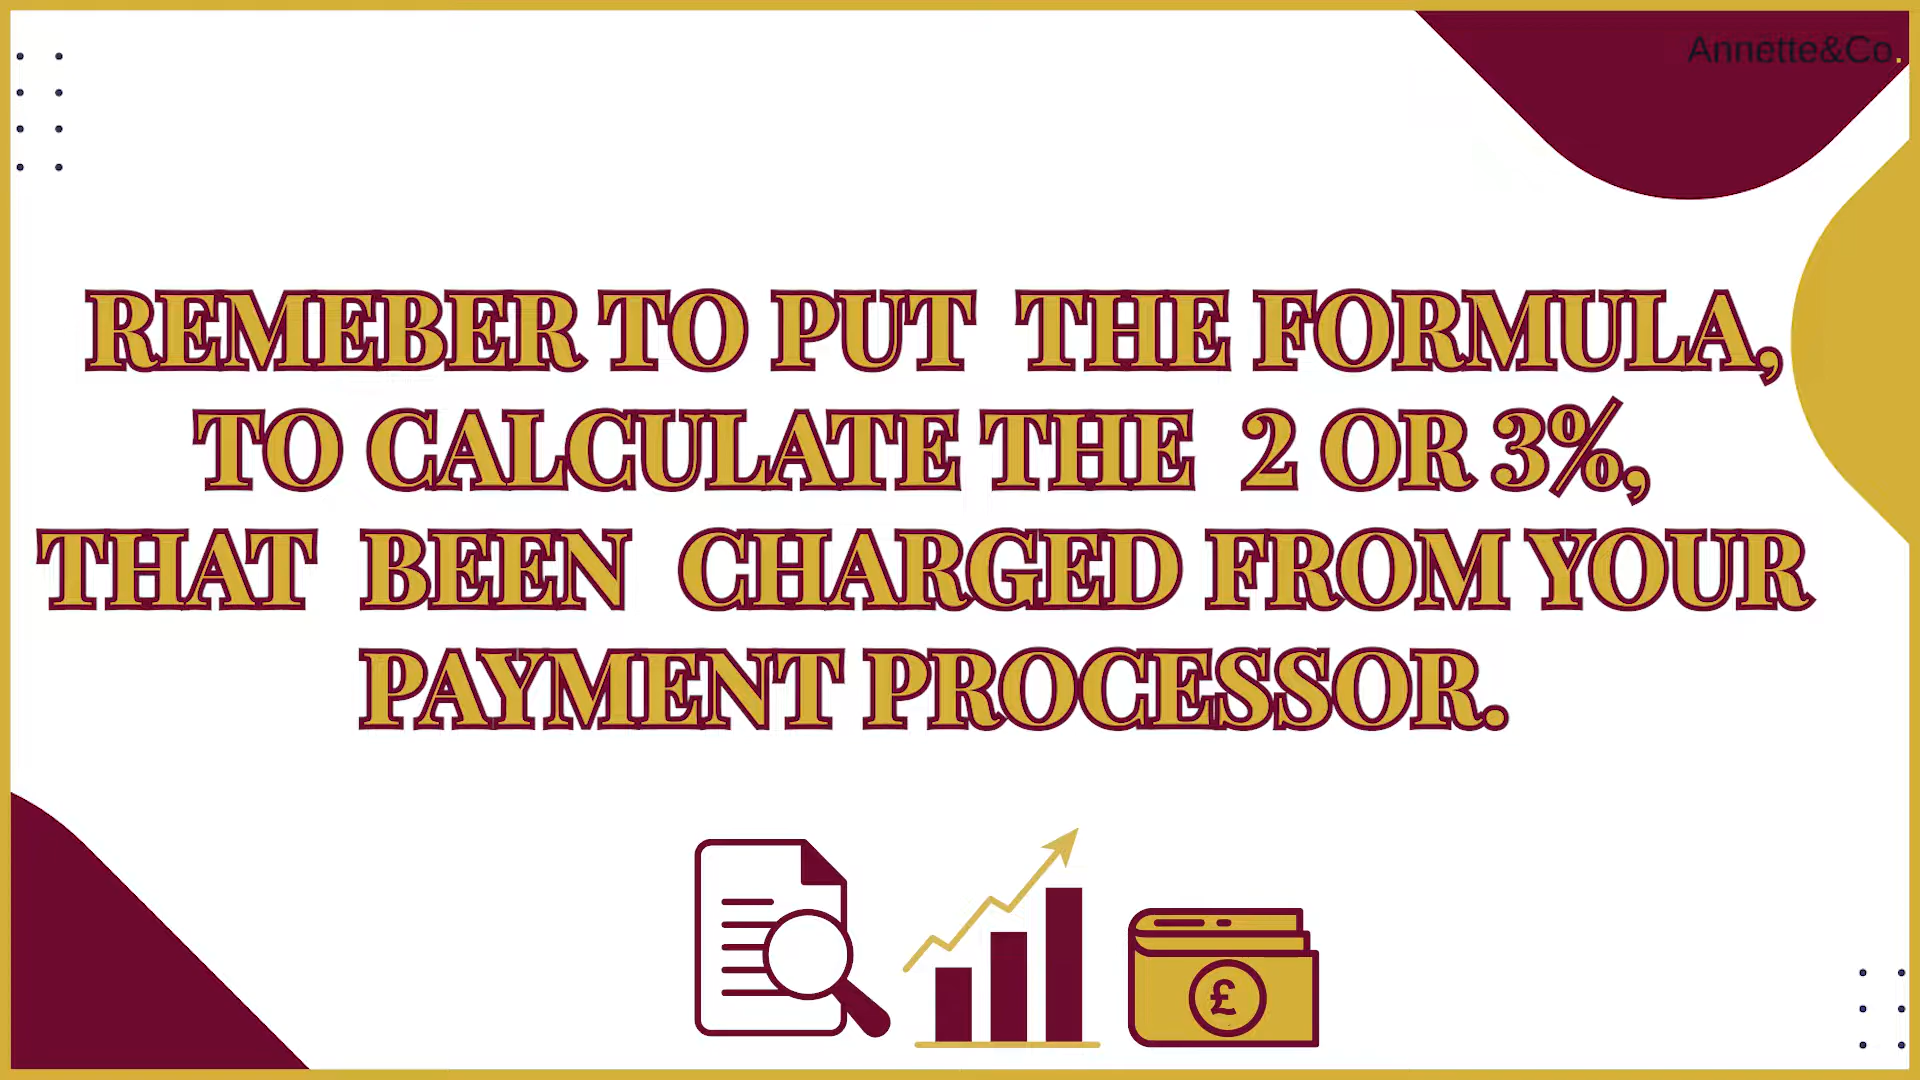 Annette&Co.
REMEBER TO PUT THE FORMULA,
TO CALCULATE THE 2 OR 3%,
THAT BEEN CHARGED FROM YOUR
PAYMENT PROCESSOR.
£